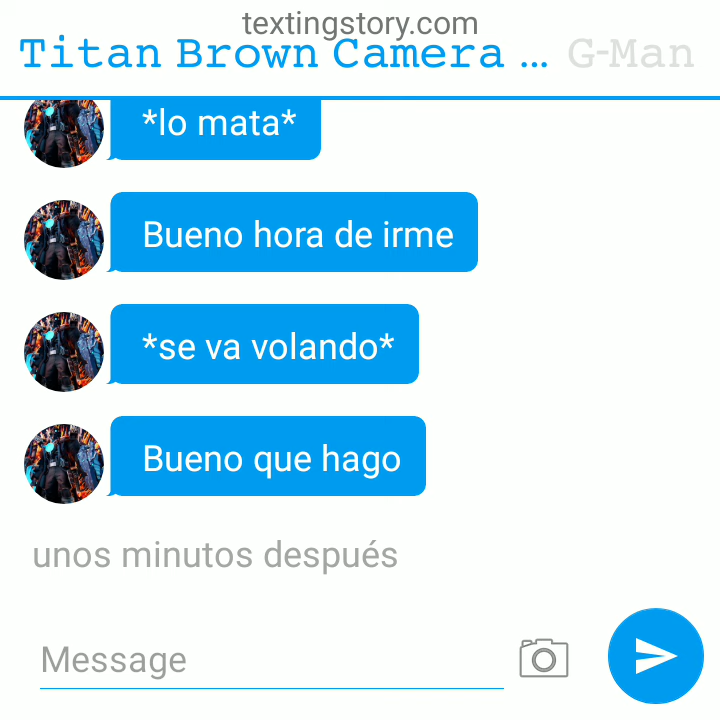 textingstory.com
Titan Brown Camera ... G-Man
*lo mata*
Bueno hora de irme
*se va volando*
Bueno que hago
unos minutos después
Message